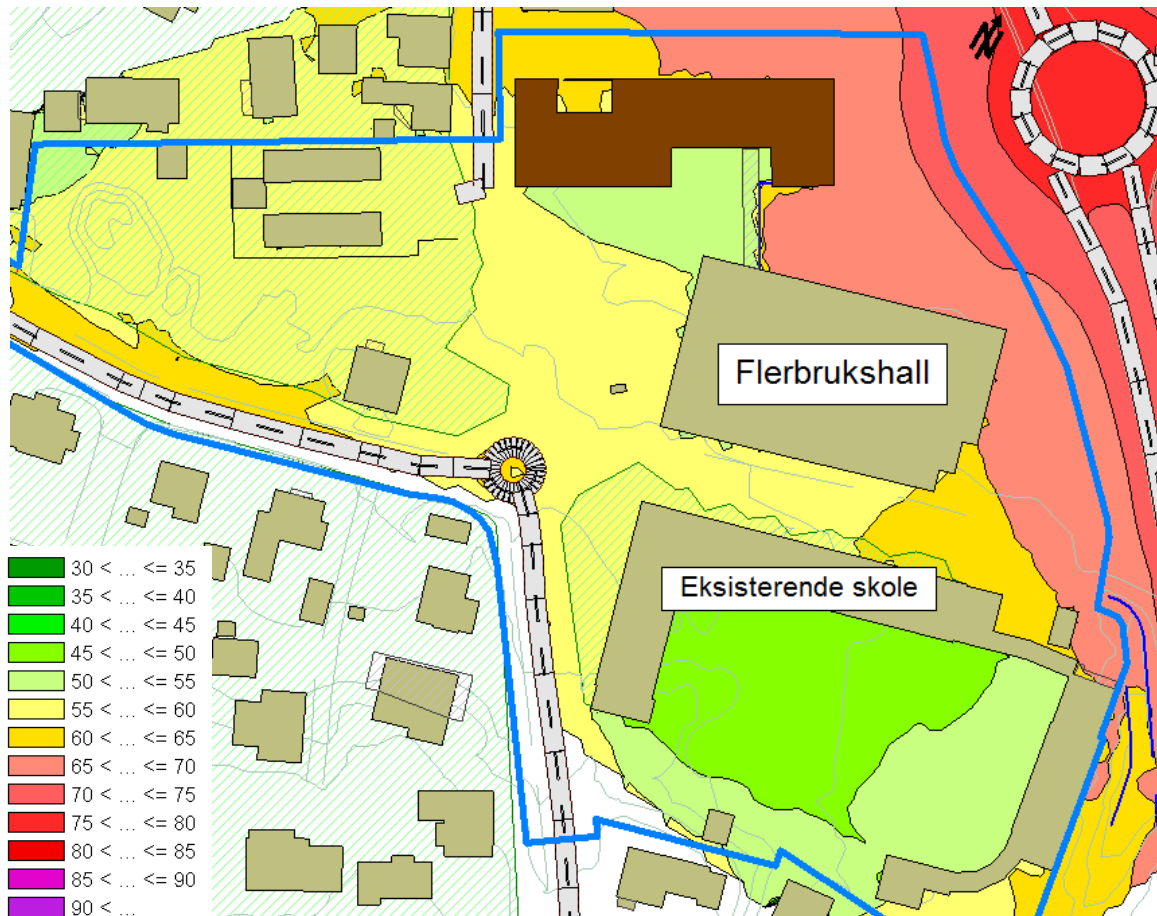 N
Flerbrukshall
Eksisterende skole
30 < ... <= 35
35 < ... <= 40
40 < ... <= 45
45 < ... <= 50
50 < ... <= 55
55 < ... <= 60
60 < ... <= 65
65 < ... <= 70
70 < ... <= 75
75 < ... <= 80
80 < ... <= 85
85 < ... <= 90
90 < ...